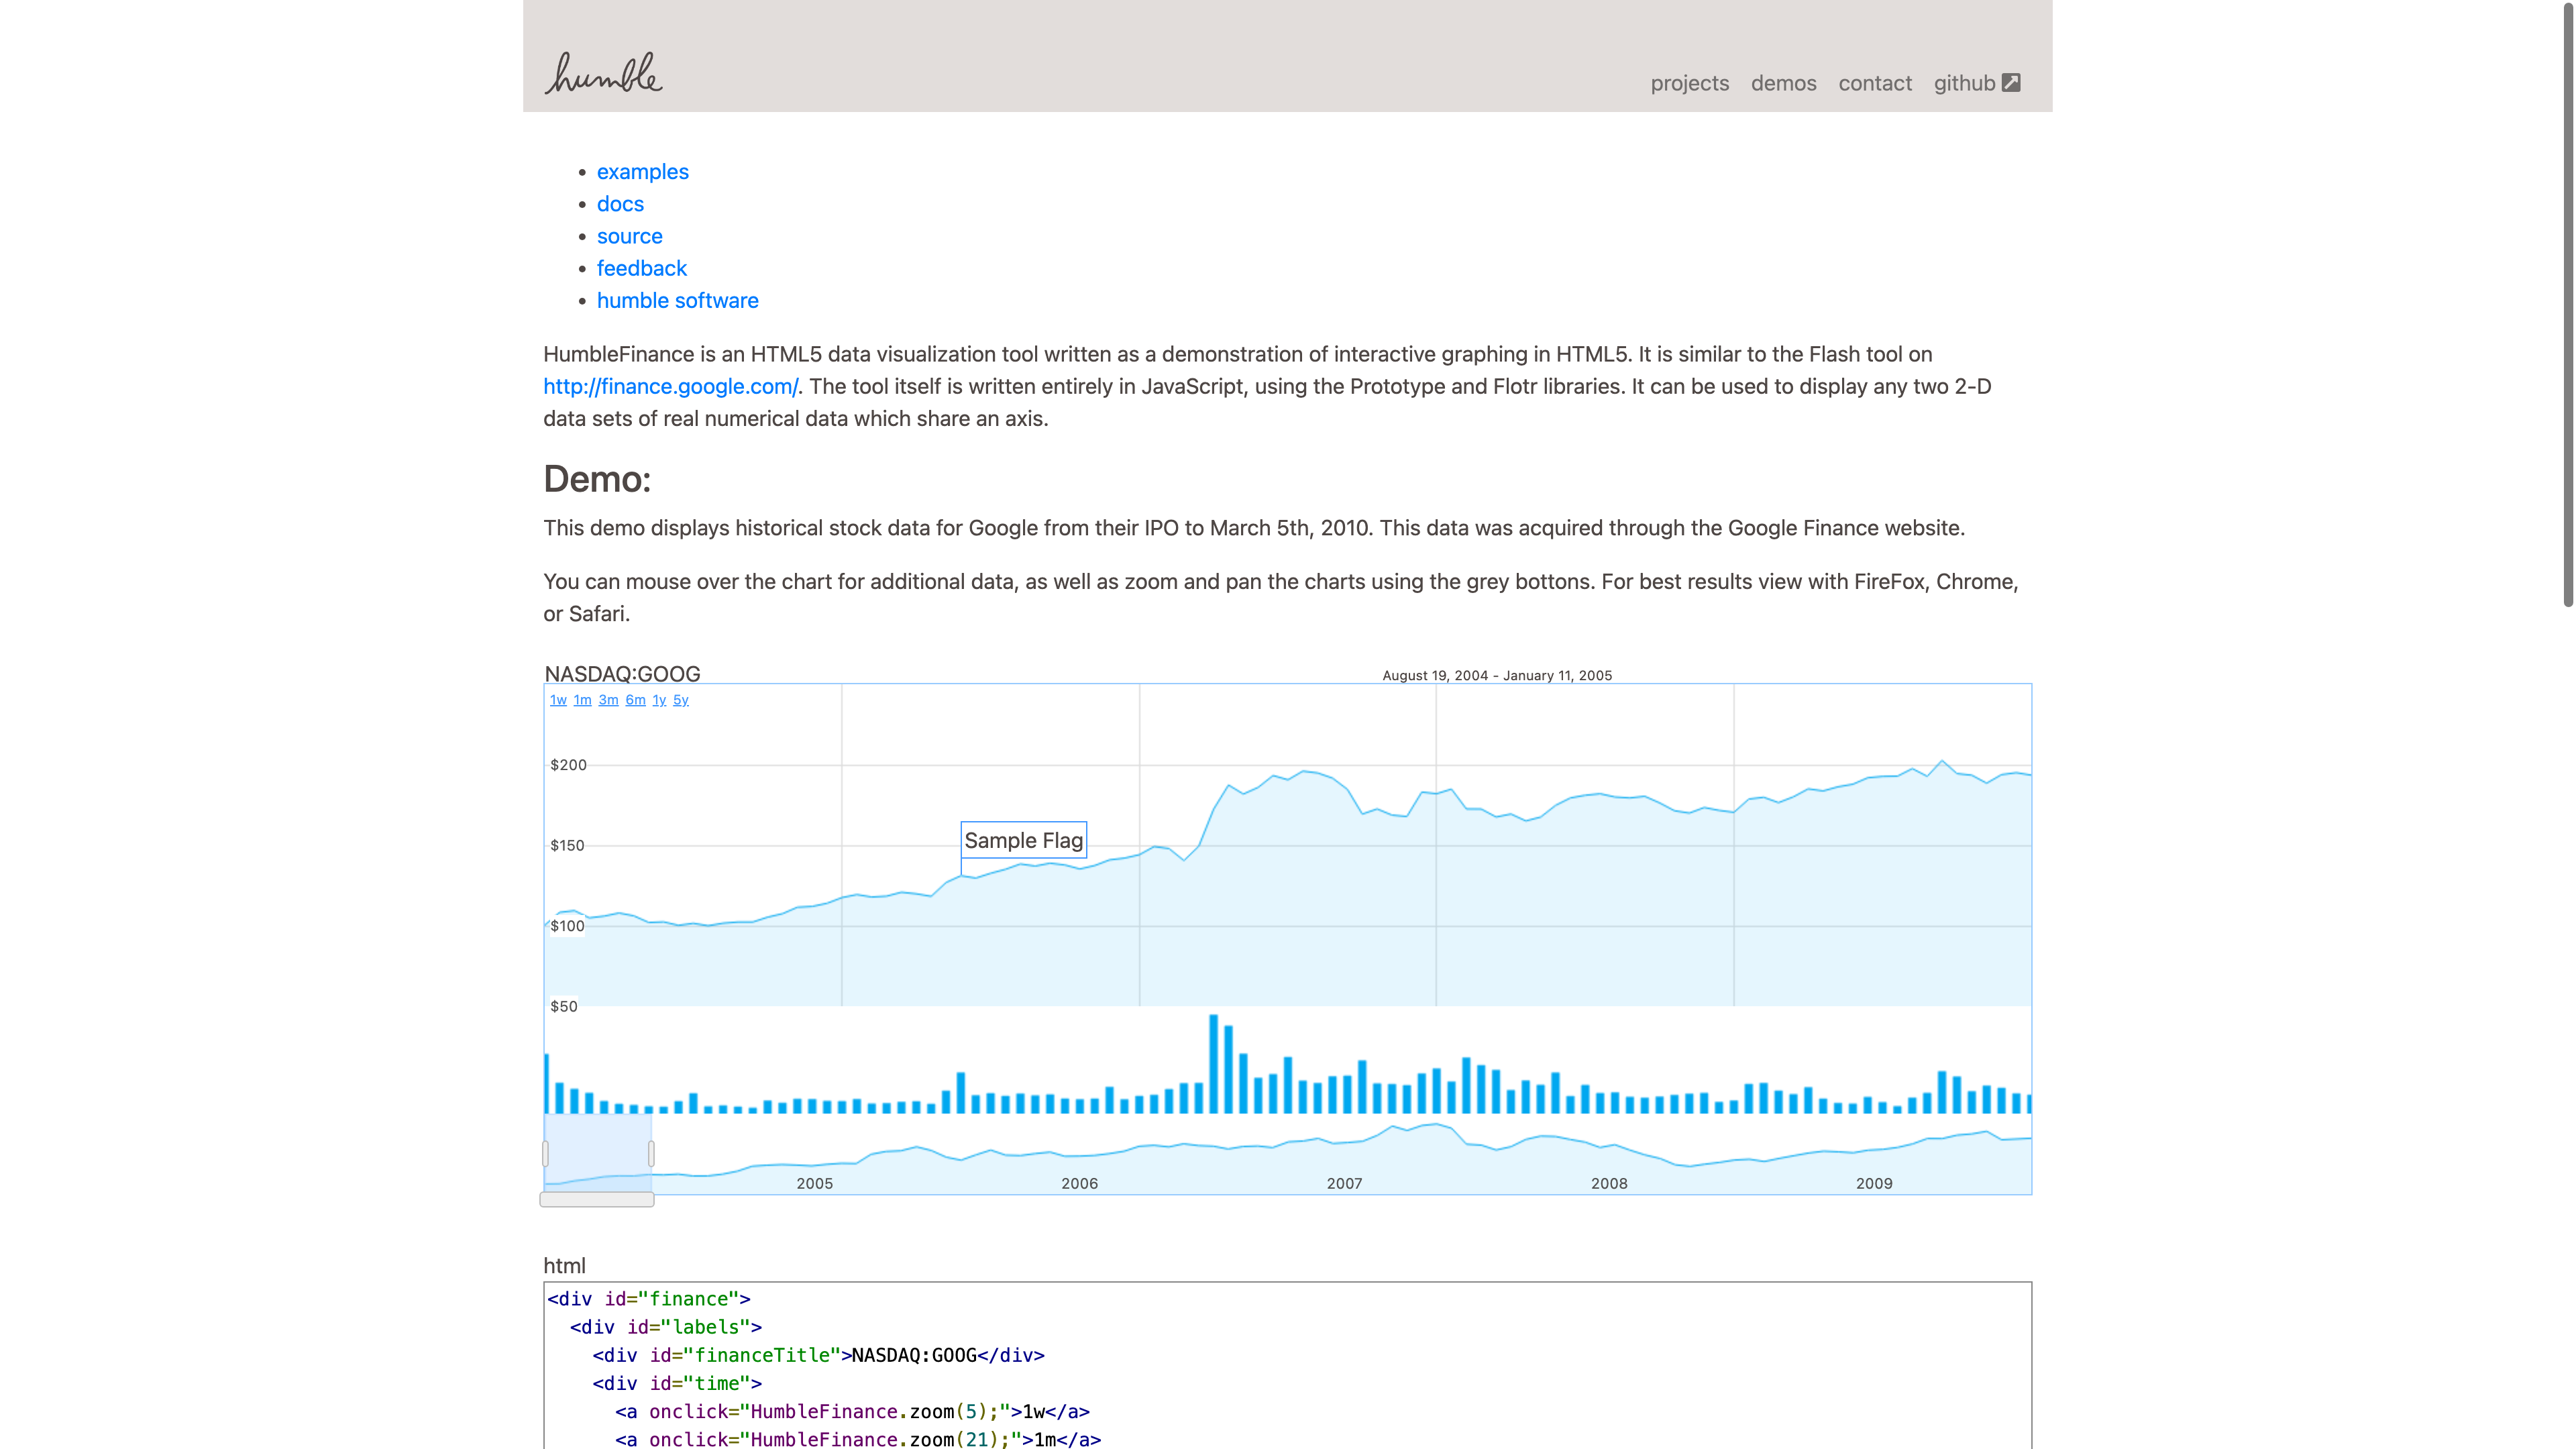 humble
projects demos contact github
examples
docs
source
feedback
humble software
HumbleFinance is an HTML5 data visualization tool written as a demonstration of interactive graphing in HTML5. It is similar to the Flash tool on
http://finance.google.com/. The tool itself is written entirely in JavaScript, using the Prototype and Flotr libraries. It can be used to display any two 2-D
data sets of real numerical data which share an axis.
Demo:
This demo displays historical stock data for Google from their IPO to March 5th, 2010. This data was acquired through the Google Finance website.
You can mouse over the chart for additional data, as well as zoom and pan the charts using the grey bottons. For best results view with FireFox, Chrome,
or Safari.
NASDAQ:GOOG August 19, 2004 - January 11, 2005
1w 1m 3m 6m 1y 5y
$200
Sample Flag
$150
$100
$50
2005 2006 2007 2008 2009
html
<div id="finance">
<div id="labels">
<div id="financeTitle">NASDAQ:GOOG</div>
<div id="time">
<a onclick="HumbleFinance.zoom(5);">1w</a>
<a onclick="HumbleFinance.zoom(21);">1m</a>